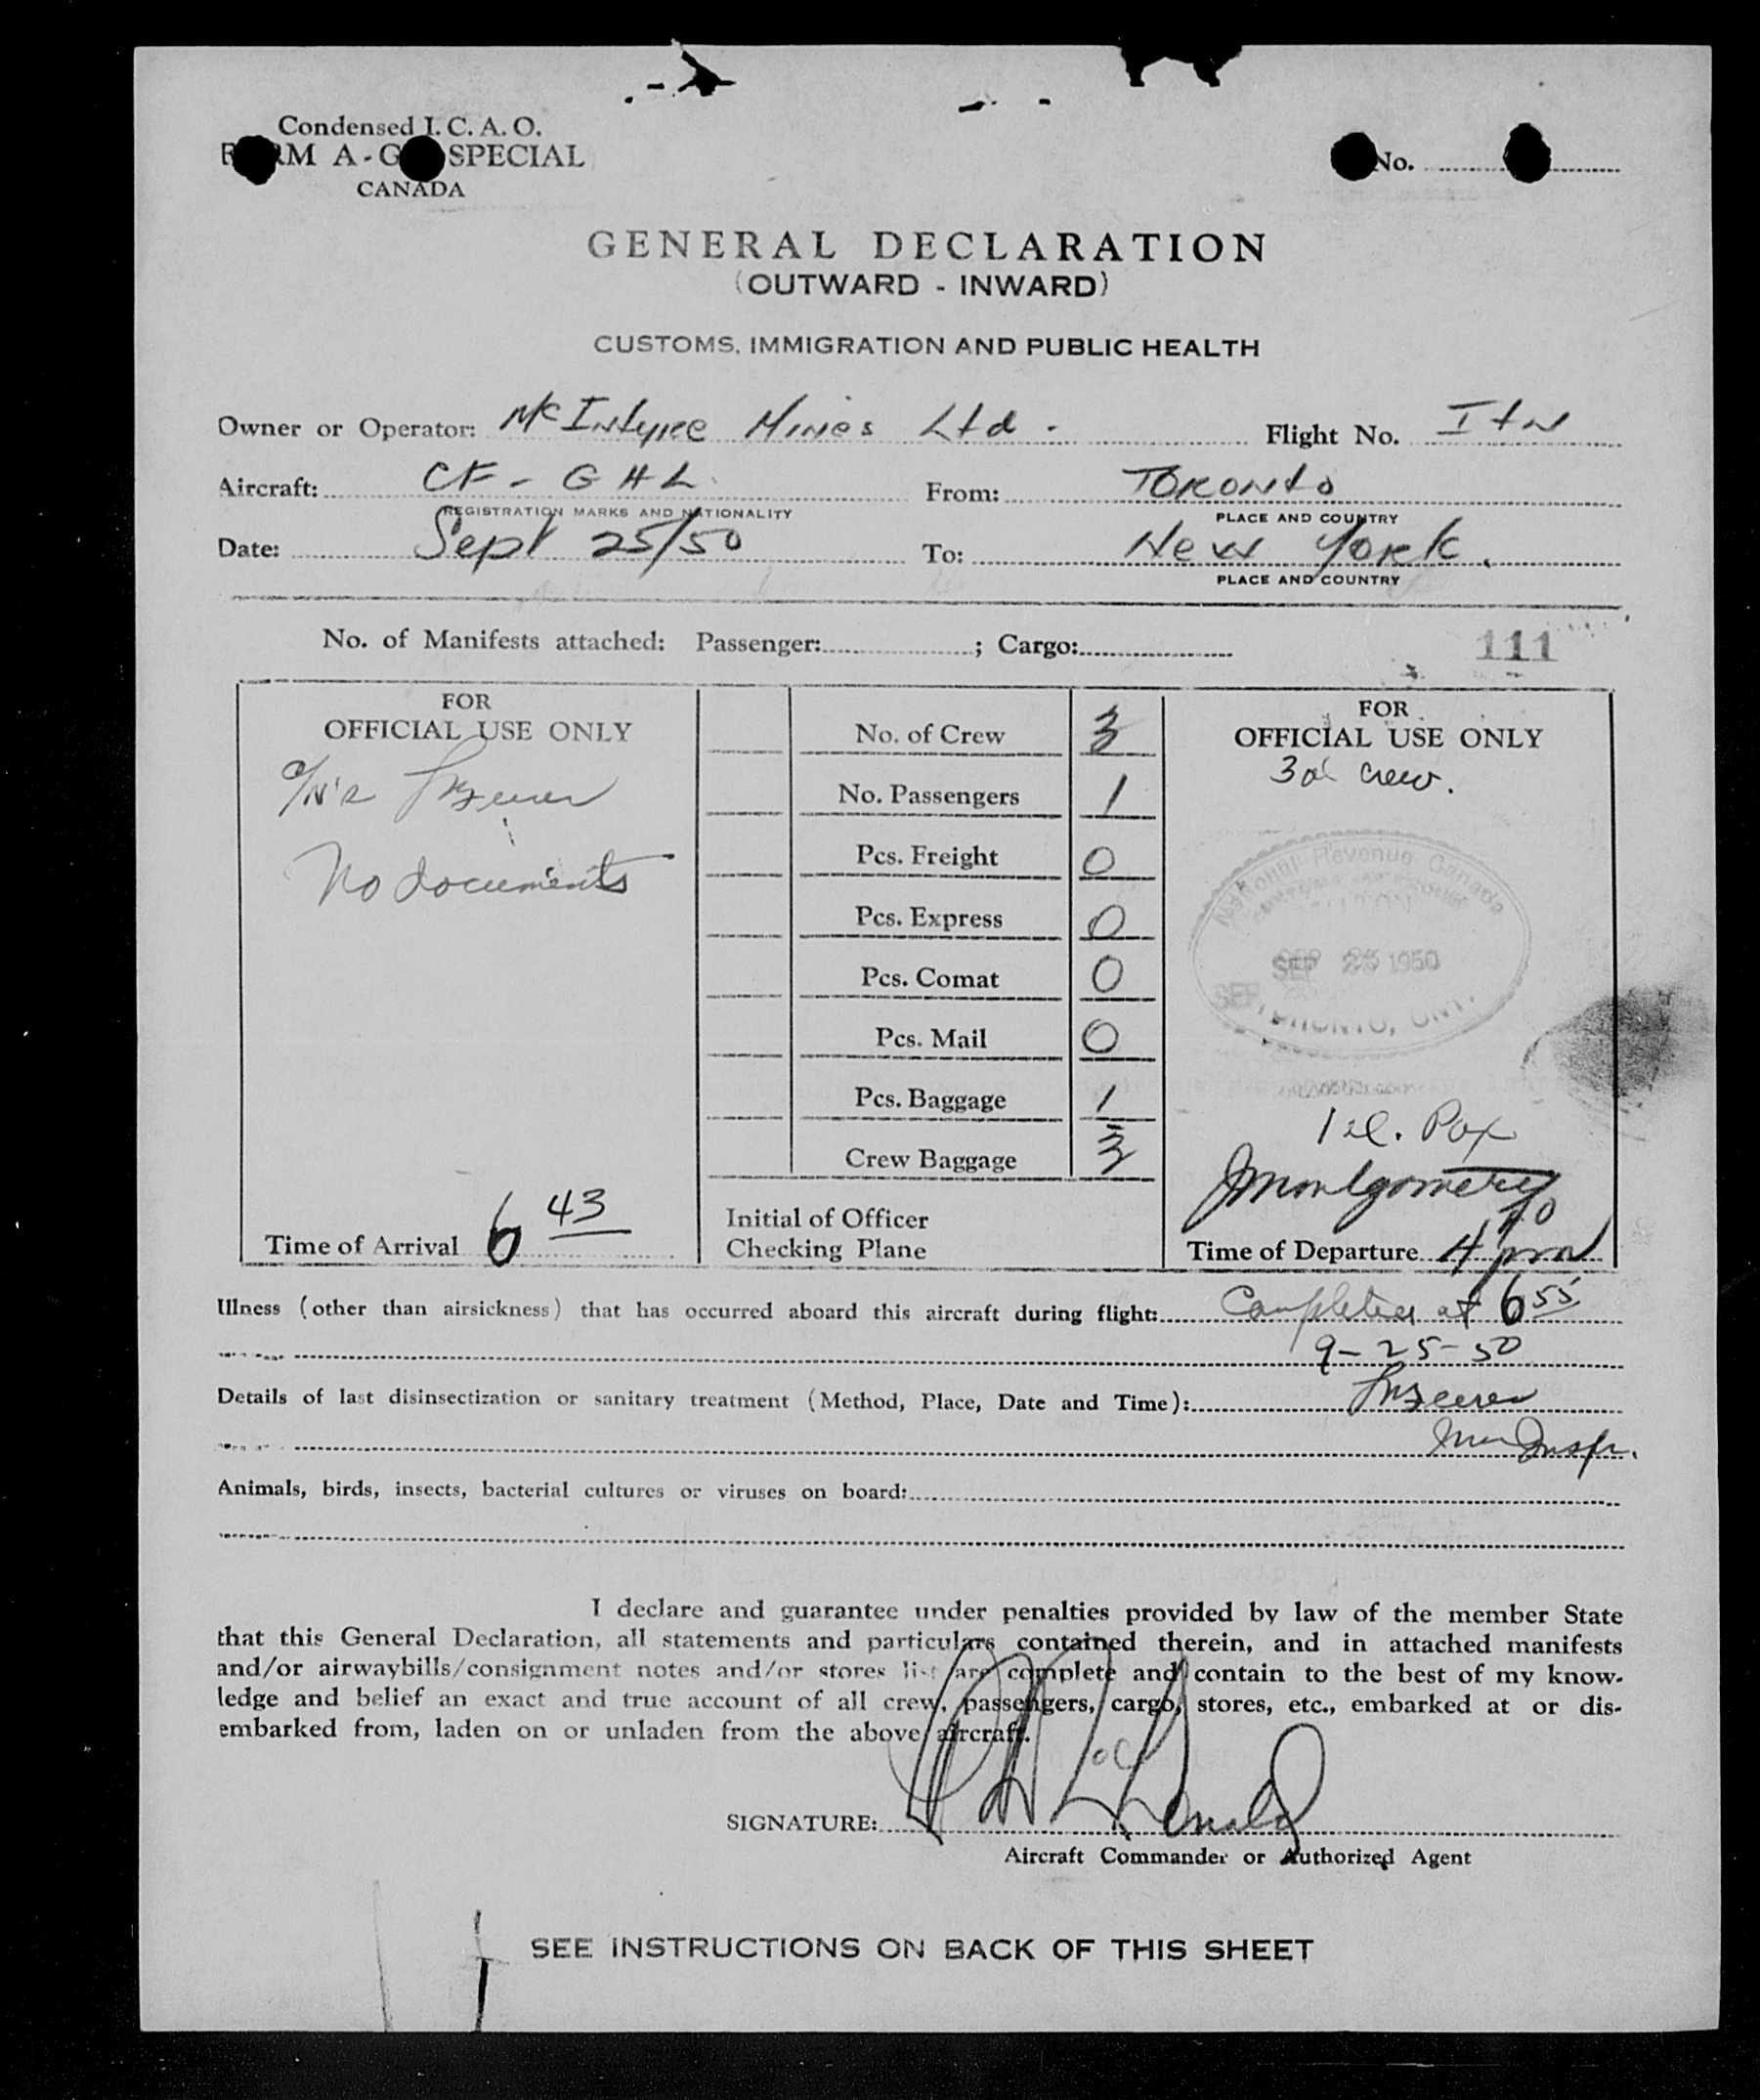 Condensed I. C. A. O.
SPECIAL
CANADA
No.
GENERAL DECLARATION
(OUTWARD - INWARD)
CUSTOMS, IMMIGRATION AND PUBLIC HEALTH
Owner or Operator: McIntyre Mines Ltd. Flight No. Itn
Aircraft: CF - GHL From: Toronto
REGISTRATION MARKS AND NATIONALITY PLACE AND COUNTRY
Date: Sept 25/50 To: New York.
PLACE AND COUNTRY
No. of Manifests attached: Passenger: ; Cargo:
111
FOR
OFFICIAL USE ONLY
No documents
Time of Arrival 6 43
No. of Crew 3
No. Passengers 1
Pcs. Freight 0
Pcs. Express 0
Pcs. Comat 0
Pcs. Mail 0
Pcs. Baggage 1
Crew Baggage 3
Initial of Officer
Checking Plane
FOR
OFFICIAL USE ONLY
crew.
National Revenue Canada
SEP 25 1950
TORONTO, ONT.
Pax
JMontgomery
Time of Departure 4 pm
Illness (other than airsickness) that has occurred aboard this aircraft during flight: Completed at 6 55
9-25-50
Details of last disinsectization or sanitary treatment (Method, Place, Date and Time):
Imm Inspr.
Animals, birds, insects, bacterial cultures or viruses on board:
I declare and guarantee under penalties provided by law of the member State
that this General Declaration, all statements and particulars contained therein, and in attached manifests
and/or airwaybills/consignment notes and/or stores list are complete and contain to the best of my know-
ledge and belief an exact and true account of all crew, passengers, cargo, stores, etc., embarked at or dis-
embarked from, laden on or unladen from the above aircraft.
SIGNATURE:
Aircraft Commander or Authorized Agent
SEE INSTRUCTIONS ON BACK OF THIS SHEET